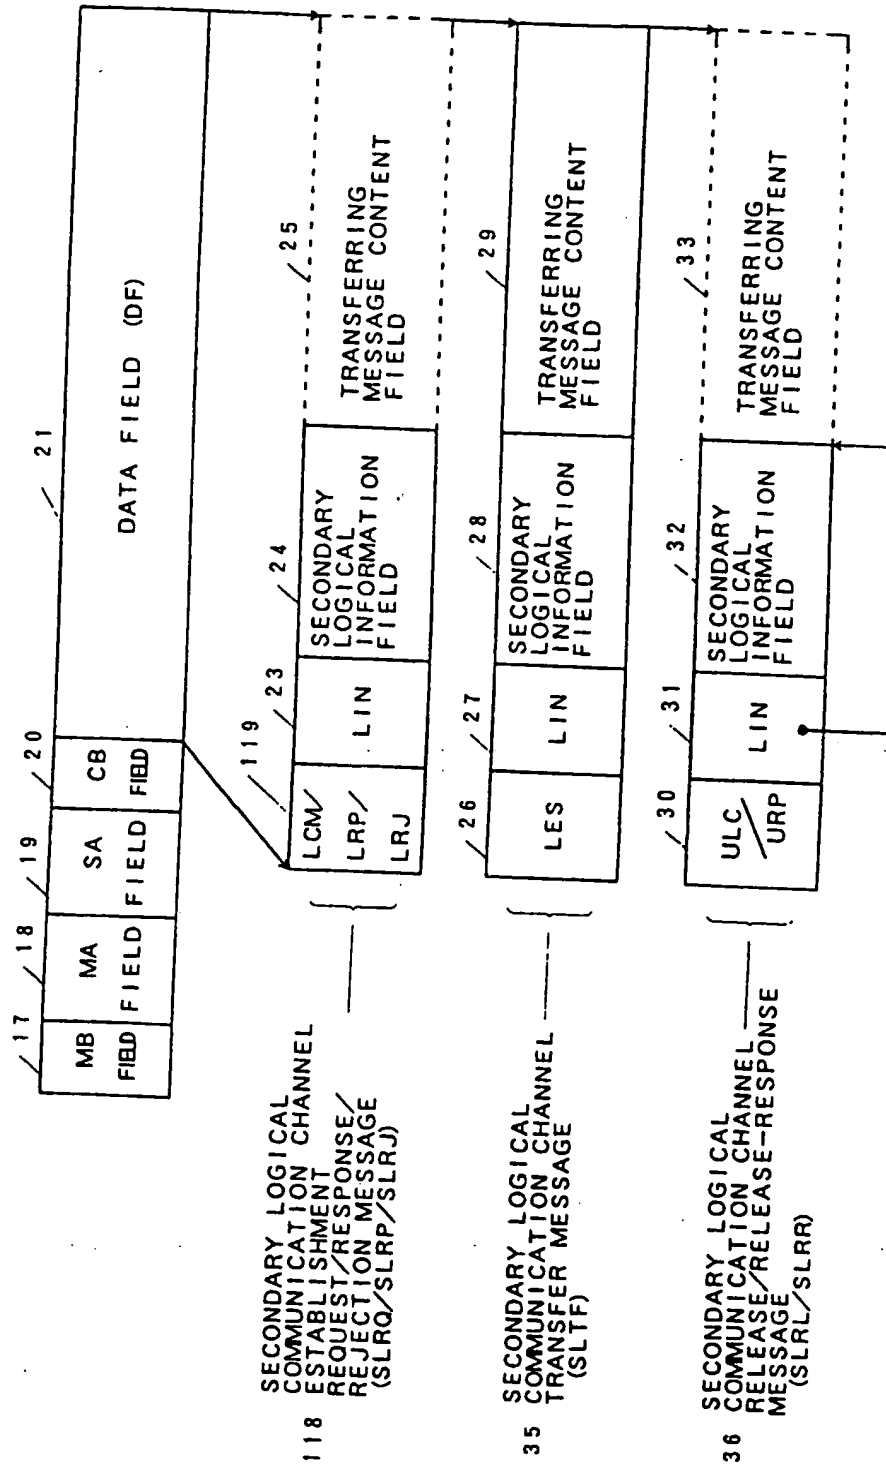 17
18
19
20
21
MB
FIELD
MA
FIELD
SA
FIELD
CB
FIELD
DATA FIELD (DF)
118
SECONDARY LOGICAL
COMMUNICATION CHANNEL
ESTABLISHMENT
REQUEST/RESPONSE/
REJECTION MESSAGE
(SLRQ/SLRP/SLRJ)
119
23
24
25
LCM/
LRP/
LRJ
LIN
SECONDARY
LOGICAL
INFORMATION
FIELD
TRANSFERRING
MESSAGE CONTENT
FIELD
35
SECONDARY LOGICAL
COMMUNICATION CHANNEL
TRANSFER MESSAGE
(SLTF)
26
27
28
29
LES
LIN
SECONDARY
LOGICAL
INFORMATION
FIELD
TRANSFERRING
MESSAGE CONTENT
FIELD
36
SECONDARY LOGICAL
COMMUNICATION CHANNEL
RELEASE/RELEASE-RESPONSE
MESSAGE
(SLRL/SLRR)
30
31
32
33
ULC
/URP
LIN
SECONDARY
LOGICAL
INFORMATION
FIELD
TRANSFERRING
MESSAGE CONTENT
FIELD